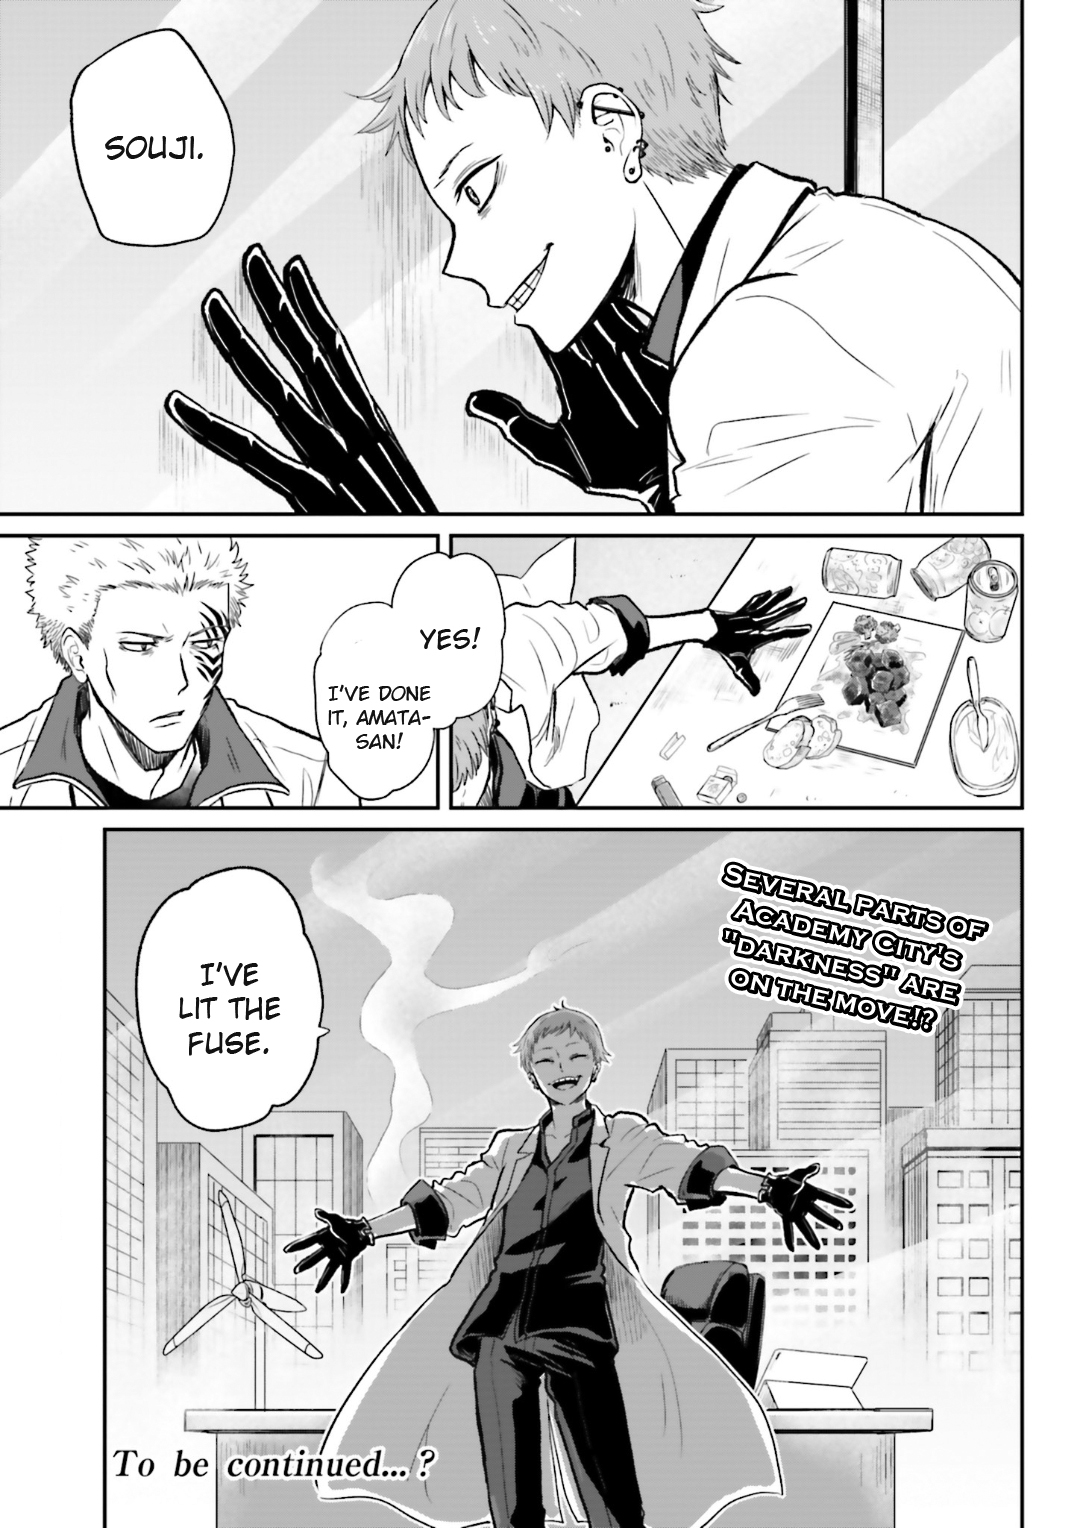 SOUJI.
YES!
I'VE DONE
IT, AMATA-
SAN!
SEVERAL PARTS OF
ACADEMY CITY'S
"DARKNESS" ARE
ON THE MOVE!?
I'VE
LIT THE
FUSE.
To be continued...?